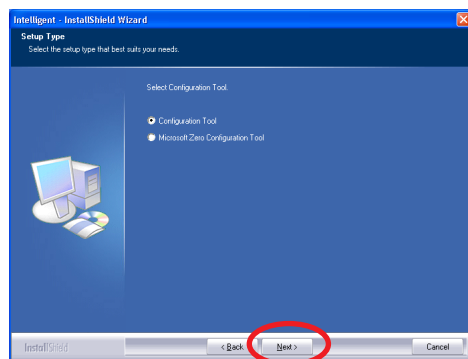 Intelligent - InstallShield Wizard
Setup Type
Select the setup type that best suits your needs.
Select Configuration Tool.
Configuration Tool
Microsoft Zero Configuration Tool
InstallShield
< Back
Next >
Cancel